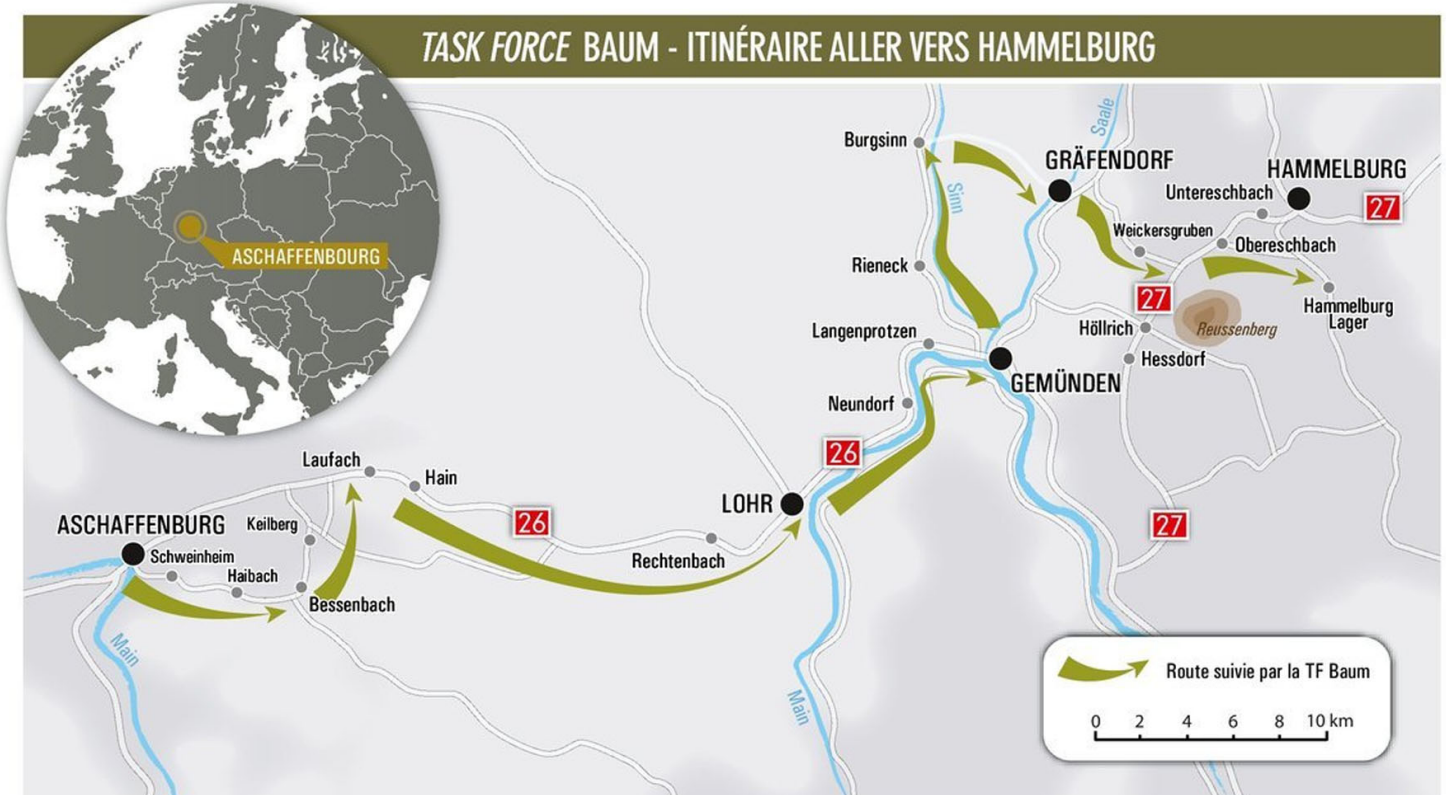 TASK FORCE BAUM - ITINÉRAIRE ALLER VERS HAMMELBURG
ASCHAFFENBOURG
Burgsinn
Saale
GRÄFENDORF
HAMMELBURG
Untereschbach
27
Sinn
Weickersgruben
Obereschbach
Rieneck
27
Hammelburg
Lager
Langenprotzen
Höllrich
Reussenberg
Hessdorf
GEMÜNDEN
Neundorf
26
Laufach
Hain
LOHR
26
27
ASCHAFFENBURG
Keilberg
Schweinheim
Rechtenbach
Haibach
Bessenbach
Main
Main
Route suivie par la TF Baum
0 2 4 6 8 10 km